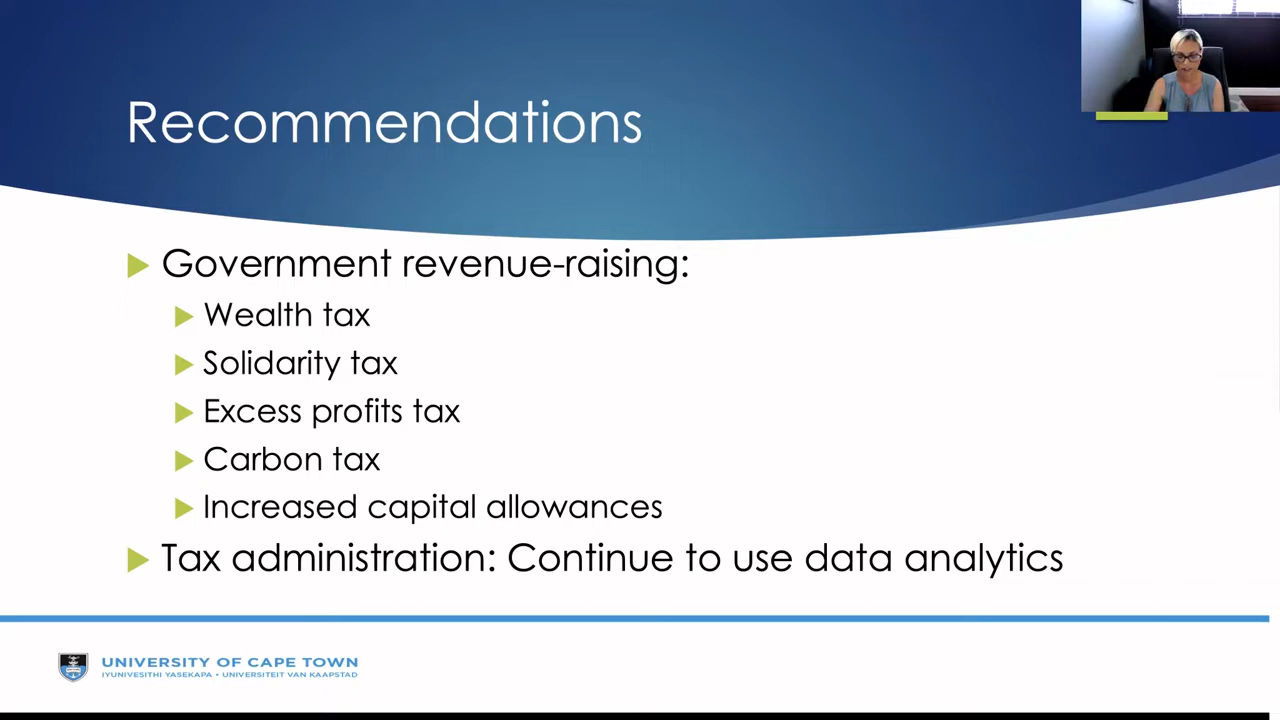 Recommendations
Government revenue-raising:
Wealth tax
Solidarity tax
Excess profits tax
Carbon tax
Increased capital allowances
Tax administration: Continue to use data analytics
UNIVERSITY OF CAPE TOWN
IYUNIVESITHI YASEKAPA • UNIVERSITEIT VAN KAAPSTAD